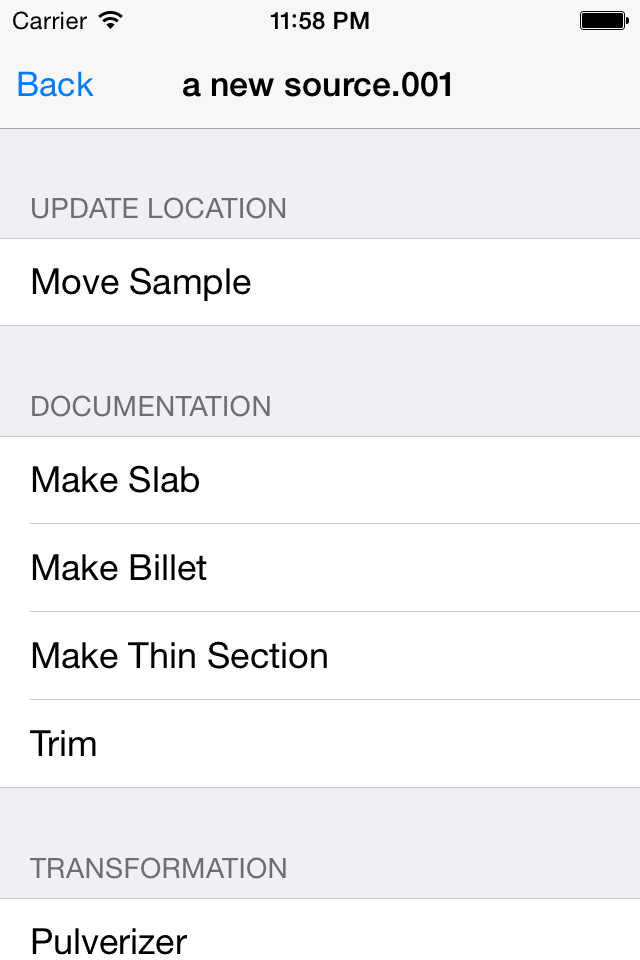 Carrier 11:58 PM
Back a new source.001
UPDATE LOCATION
Move Sample
DOCUMENTATION
Make Slab
Make Billet
Make Thin Section
Trim
TRANSFORMATION
Pulverizer